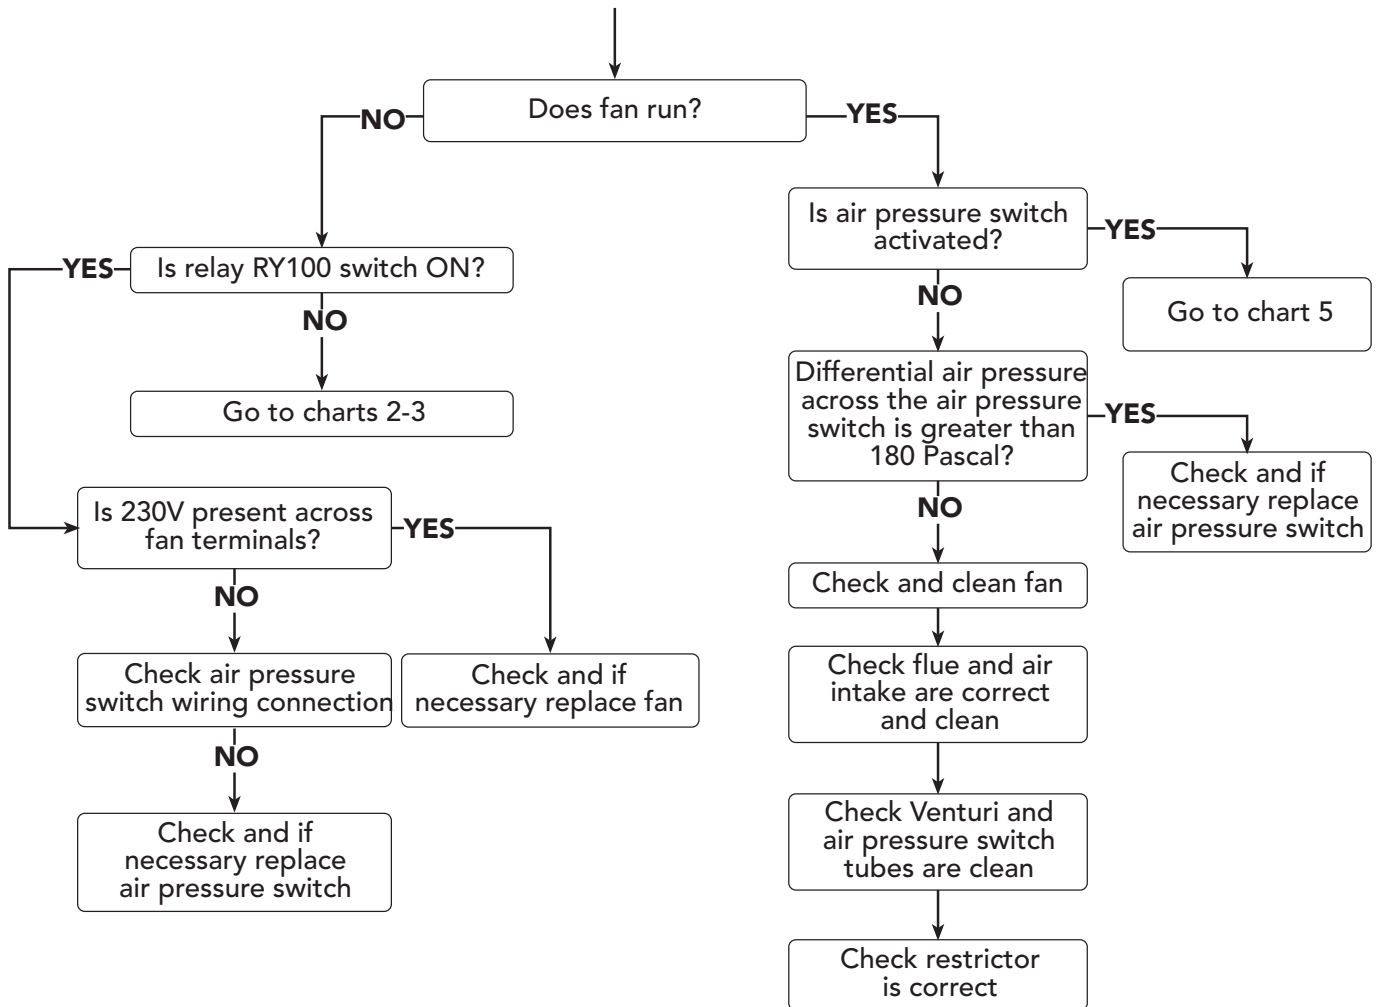 Does fan run?
NO
YES
Is air pressure switch
activated?
YES
Is relay RY100 switch ON?
YES
NO
NO
Go to chart 5
Differential air pressure
across the air pressure
switch is greater than
180 Pascal?
YES
Go to charts 2-3
Check and if
necessary replace
air pressure switch
Is 230V present across
fan terminals?
YES
NO
NO
Check and clean fan
Check air pressure
switch wiring connection
Check and if
necessary replace fan
Check flue and air
intake are correct
and clean
NO
Check and if
necessary replace
air pressure switch
Check Venturi and
air pressure switch
tubes are clean
Check restrictor
is correct